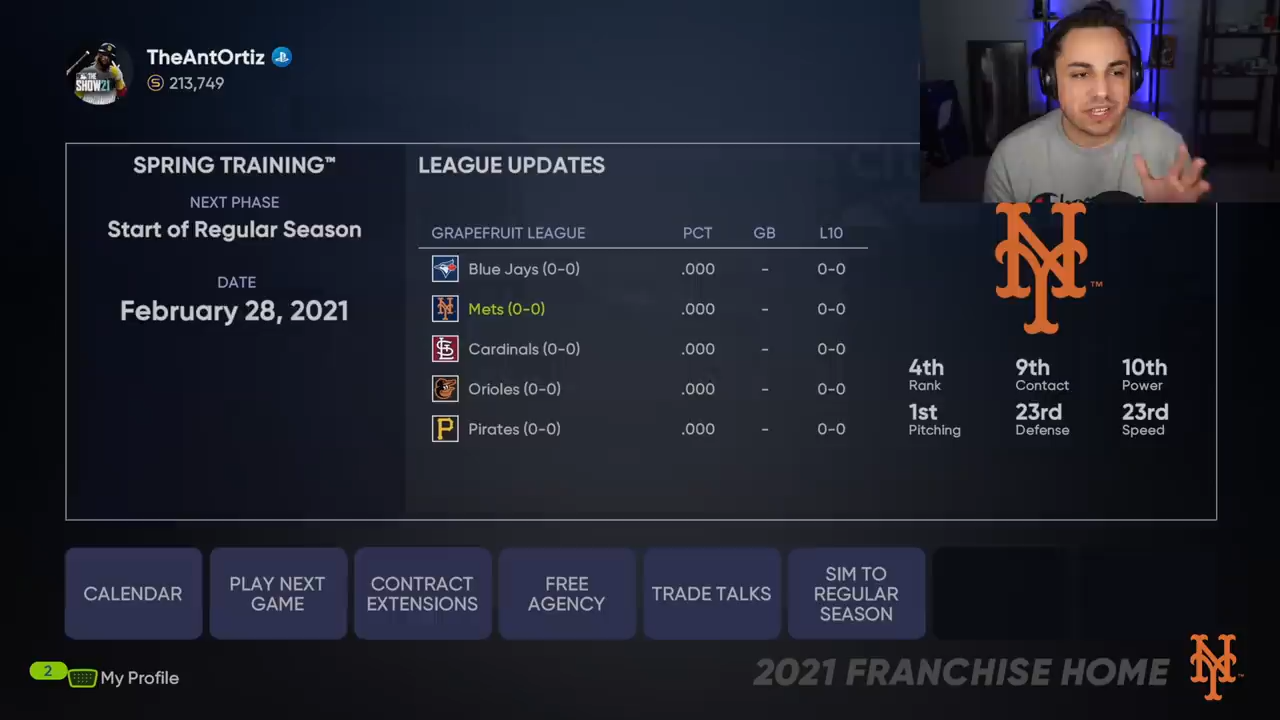 TheAntOrtiz
213,749
THE SHOW21
SPRING TRAINING™
NEXT PHASE
Start of Regular Season
DATE
February 28, 2021
LEAGUE UPDATES
GRAPEFRUIT LEAGUE PCT GB L10
Blue Jays (0-0) .000 - 0-0
Mets (0-0) .000 - 0-0
Cardinals (0-0) .000 - 0-0
Orioles (0-0) .000 - 0-0
Pirates (0-0) .000 - 0-0
NY™
4th 9th 10th
Rank Contact Power
1st 23rd 23rd
Pitching Defense Speed
CALENDAR
PLAY NEXT
GAME
CONTRACT
EXTENSIONS
FREE
AGENCY
TRADE TALKS
SIM TO
REGULAR
SEASON
2 My Profile
2021 FRANCHISE HOME NY